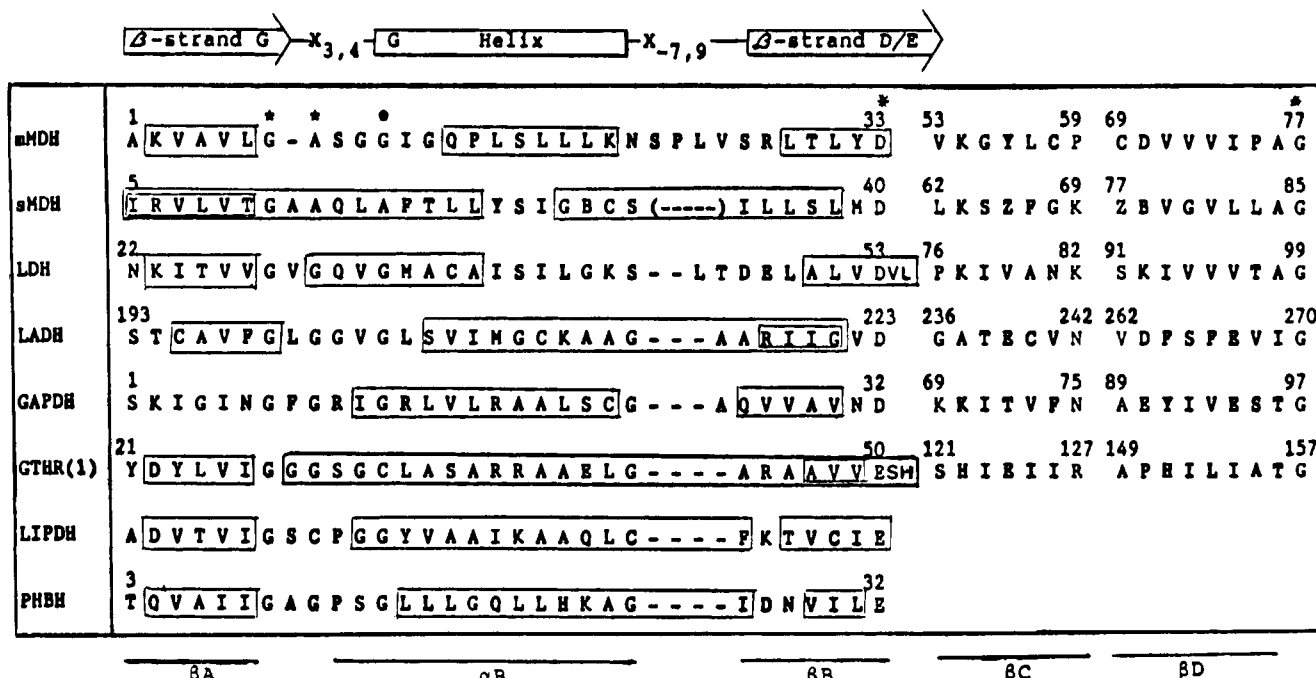 β-strand G —X3,4— G Helix —X-7,9— β-strand D/E
1 * * • * 33 53 59 69 * 77
mMDH A K V A V L G - A S G G I G Q P L S L L L K N S P L V S R L T L Y D V K G Y L C P C D V V V I P A G
5 40 62 69 77 85
sMDH I R V L V T G A A Q L A F T L L Y S I G B C S (-----) I L L S L M D L K S Z P G K Z B V G V L L A G
22 53 76 82 91 99
LDH N K I T V V G V G Q V G M A C A I S I L G K S - - L T D E L A L V D V L P K I V A N K S K I V V V T A G
193 223 236 242 262 270
LADH S T C A V F G L G G V G L S V I M G C K A A G - - - A A R I I G V D G A T E C V N V D F S F E V I G
1 32 69 75 89 97
GAPDH S K I G I N G F G R I G R L V L R A A L S C G - - - A Q V V A V N D K K I T V F N A E Y I V E S T G
21 50 121 127 149 157
GTHR(1) Y D Y L V I G G G S G C L A S A R R A A E L G - - - - A R A A V V E S H S H I E I I R A P H I L I A T G
LIPDH A D V T V I G S C P G G Y V A A I K A A Q L C - - - - F K T V C I E
3 32
PHBH T Q V A I I G A G P S G L L L G Q L L H K A G - - - - I D N V I L E
βA αB βB βC βD